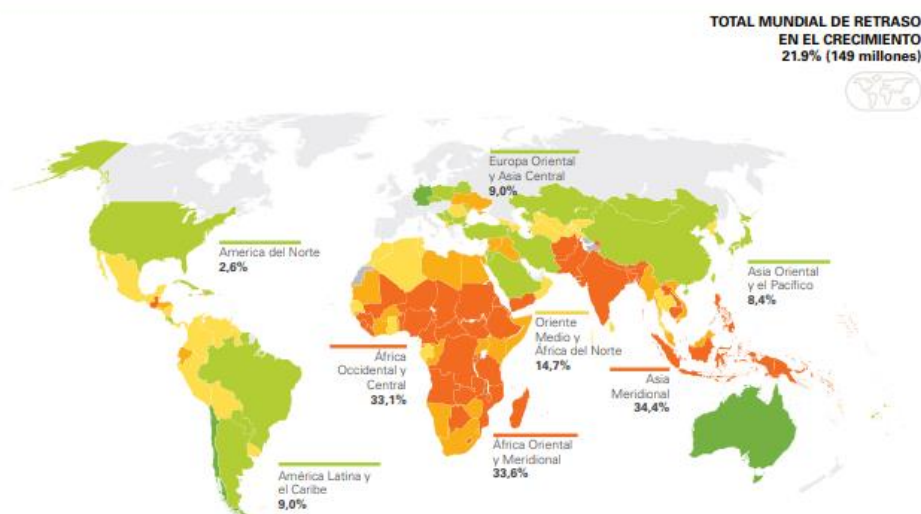 TOTAL MUNDIAL DE RETRASO
EN EL CRECIMIENTO
21.9% (149 millones)
Europa Oriental
y Asia Central
9,0%
America del Norte
2,6%
Asia Oriental
y el Pacífico
8,4%
Oriente
Medio y
África del Norte
14,7%
África
Occidental y
Central
33,1%
Asia
Meridional
34,4%
África Oriental
y Meridional
33,6%
América Latina y
el Caribe
9,0%